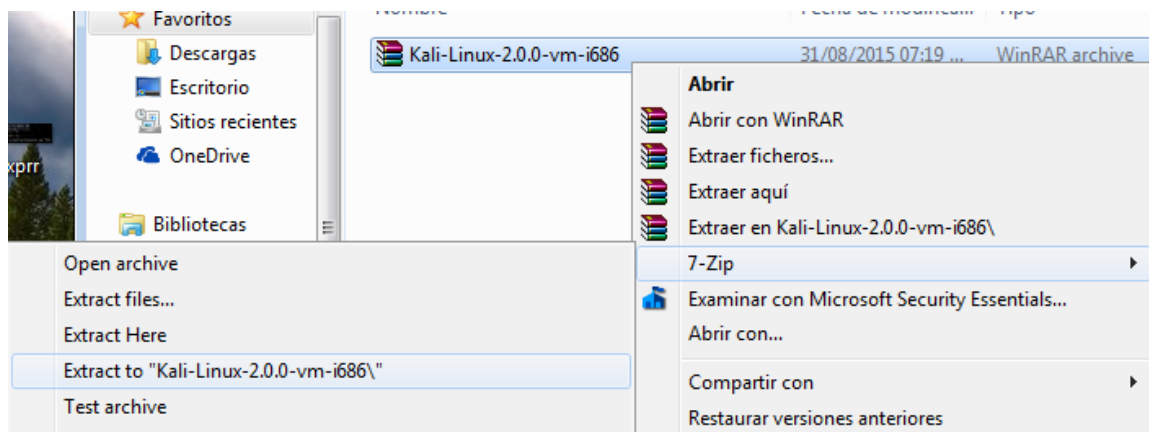 Favoritos
Descargas
Escritorio
Sitios recientes
OneDrive
Bibliotecas
xprr
Kali-Linux-2.0.0-vm-i686 31/08/2015 07:19 ... WinRAR archive
Abrir
Abrir con WinRAR
Extraer ficheros...
Extraer aquí
Extraer en Kali-Linux-2.0.0-vm-i686\
7-Zip
Examinar con Microsoft Security Essentials...
Abrir con...
Compartir con
Restaurar versiones anteriores
Open archive
Extract files...
Extract Here
Extract to "Kali-Linux-2.0.0-vm-i686\"
Test archive